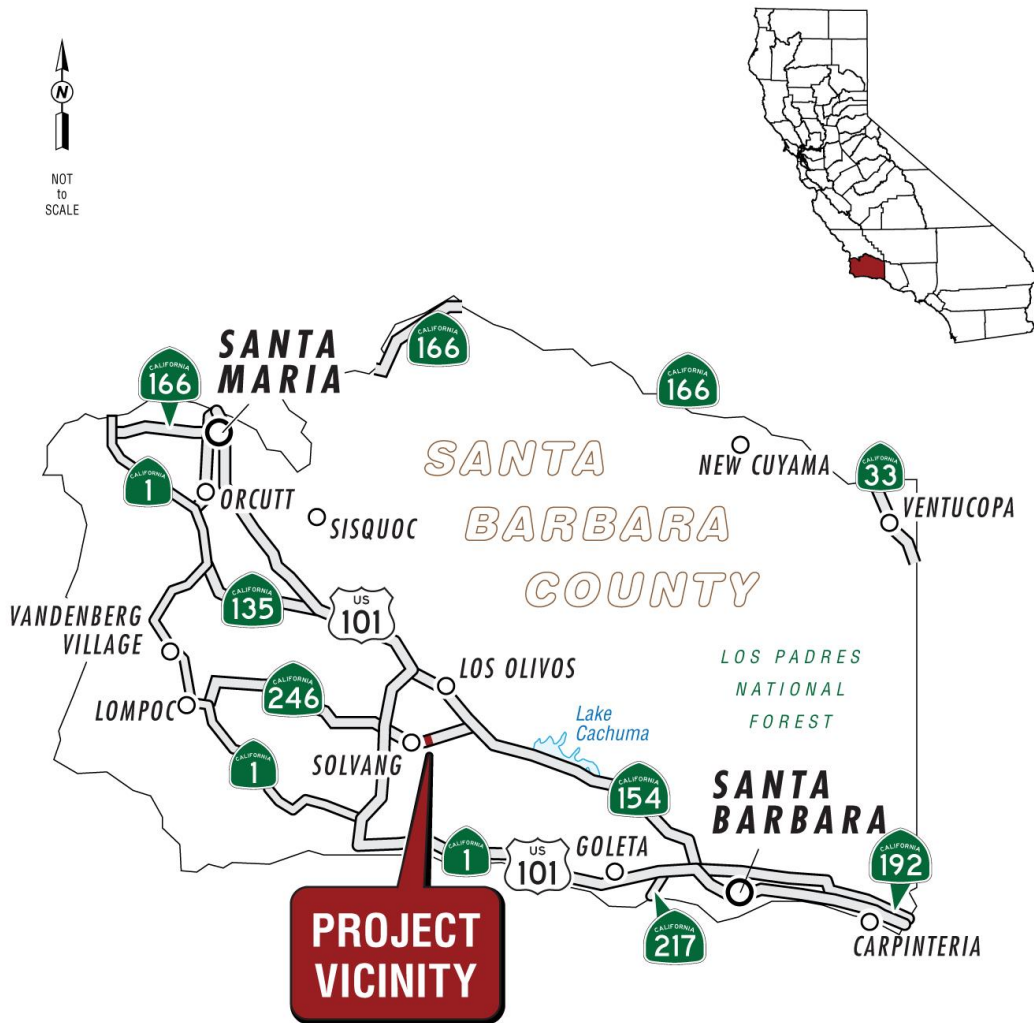 N
NOT
to
SCALE
SANTA
MARIA
CALIFORNIA
166
CALIFORNIA
166
CALIFORNIA
166
SANTA
BARBARA
COUNTY
NEW CUYAMA
CALIFORNIA
33
VENTUCOPA
CALIFORNIA
1
ORCUTT
SISQUOC
CALIFORNIA
135
US
101
VANDENBERG
VILLAGE
LOS OLIVOS
LOS PADRES
NATIONAL
FOREST
LOMPOC
CALIFORNIA
246
Lake
Cachuma
SOLVANG
CALIFORNIA
1
CALIFORNIA
154
SANTA
BARBARA
CALIFORNIA
1
US
101
GOLETA
CALIFORNIA
192
PROJECT
VICINITY
CALIFORNIA
217
CARPINTERIA